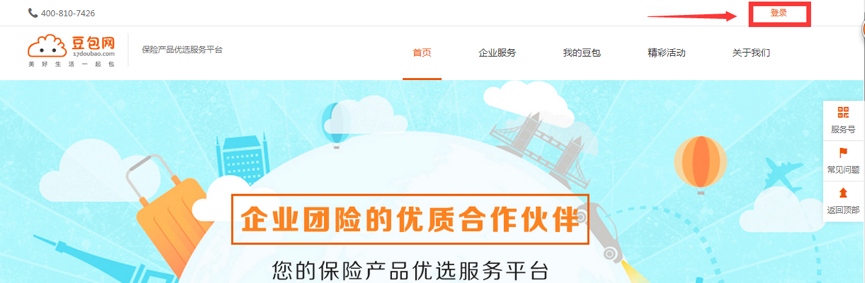 400-810-7426
登录
豆包网
17doubao.com
美好生活一起包
保险产品优选服务平台
首页 企业服务 我的豆包 精彩活动 关于我们
服务号
常见问题
返回顶部
企业团险的优质合作伙伴
您的保险产品优选服务平台